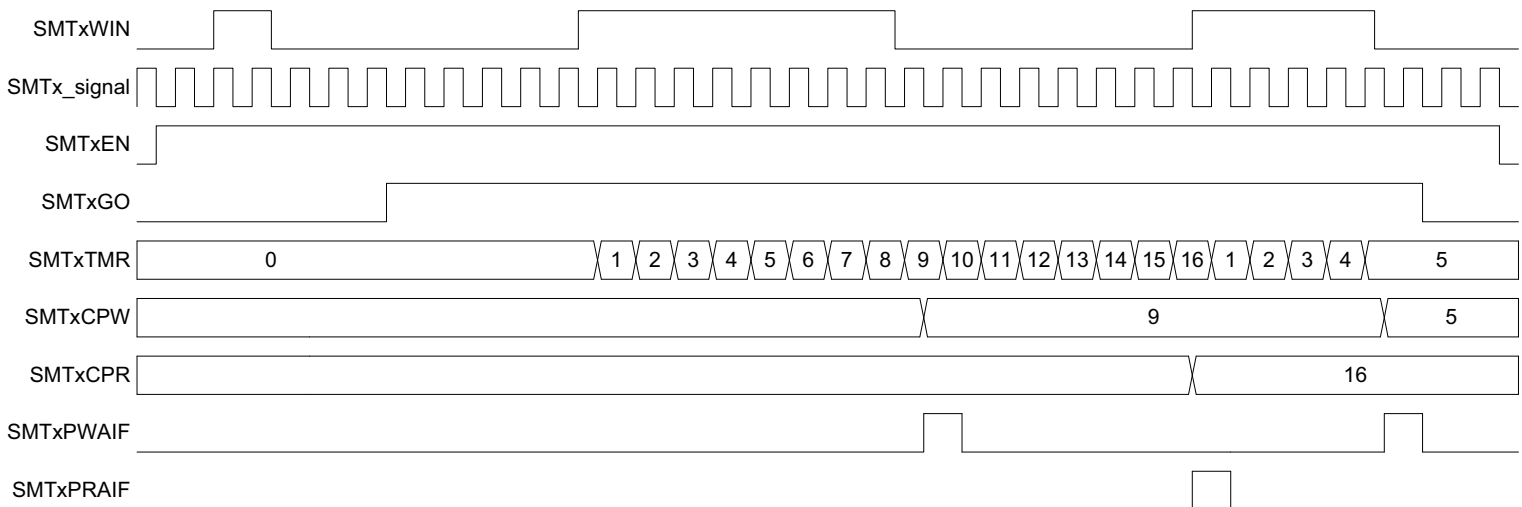 SMTxWIN
SMTx_signal
SMTxEN
SMTxGO
SMTxTMR 0 1 2 3 4 5 6 7 8 9 10 11 12 13 14 15 16 1 2 3 4 5
SMTxCPW 9 5
SMTxCPR 16
SMTxPWAIF
SMTxPRAIF